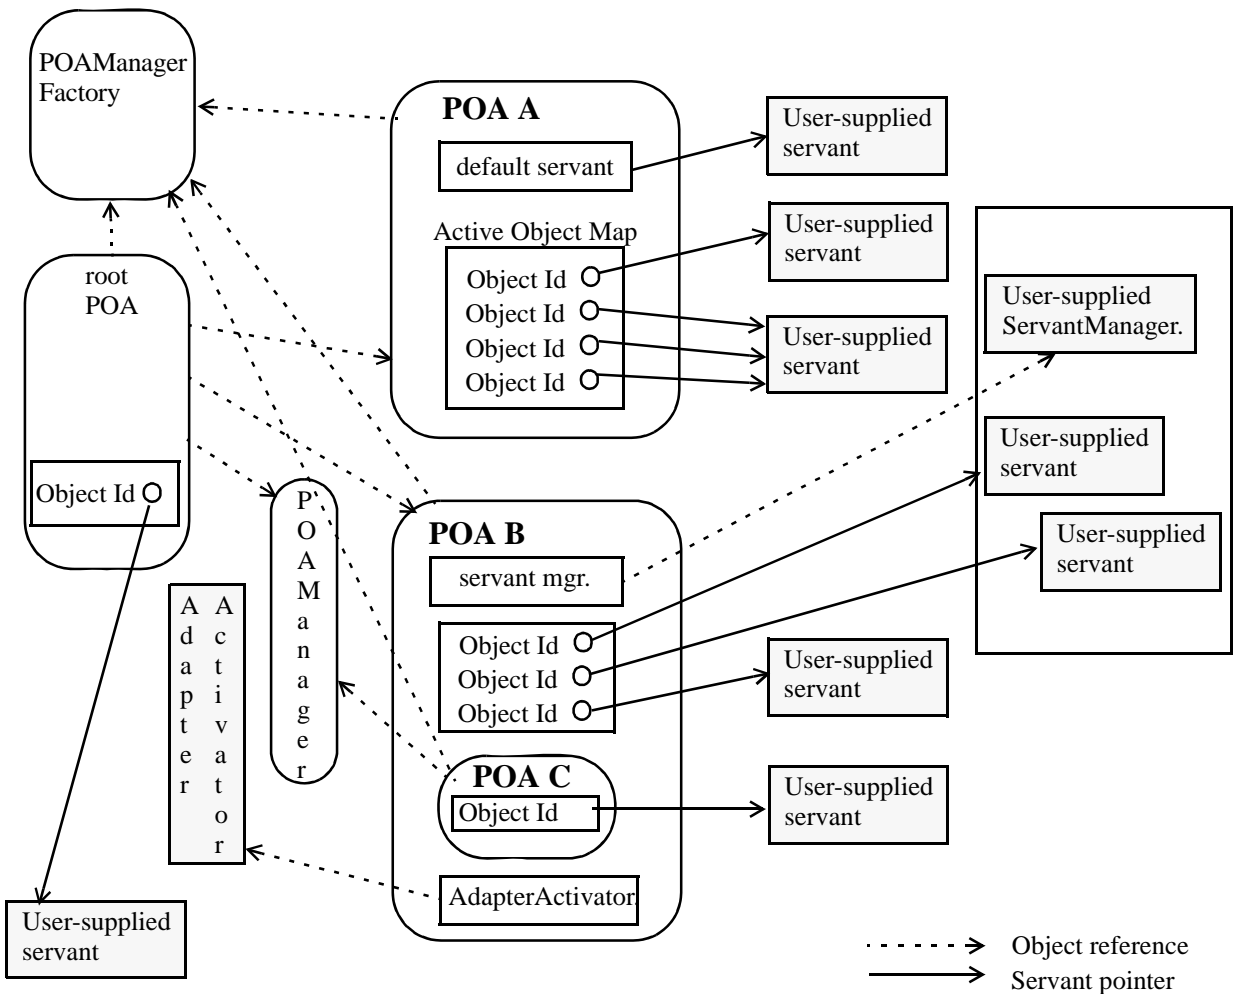 POAManager
Factory
POA A
default servant
Active Object Map
Object Id
Object Id
Object Id
Object Id
User-supplied
servant
User-supplied
servant
User-supplied
servant
User-supplied
ServantManager.
User-supplied
servant
User-supplied
servant
root
POA
Object Id
POAManager
Adapter
Activator
POA B
servant mgr.
Object Id
Object Id
Object Id
User-supplied
servant
POA C
Object Id
User-supplied
servant
AdapterActivator.
User-supplied
servant
Object reference
Servant pointer